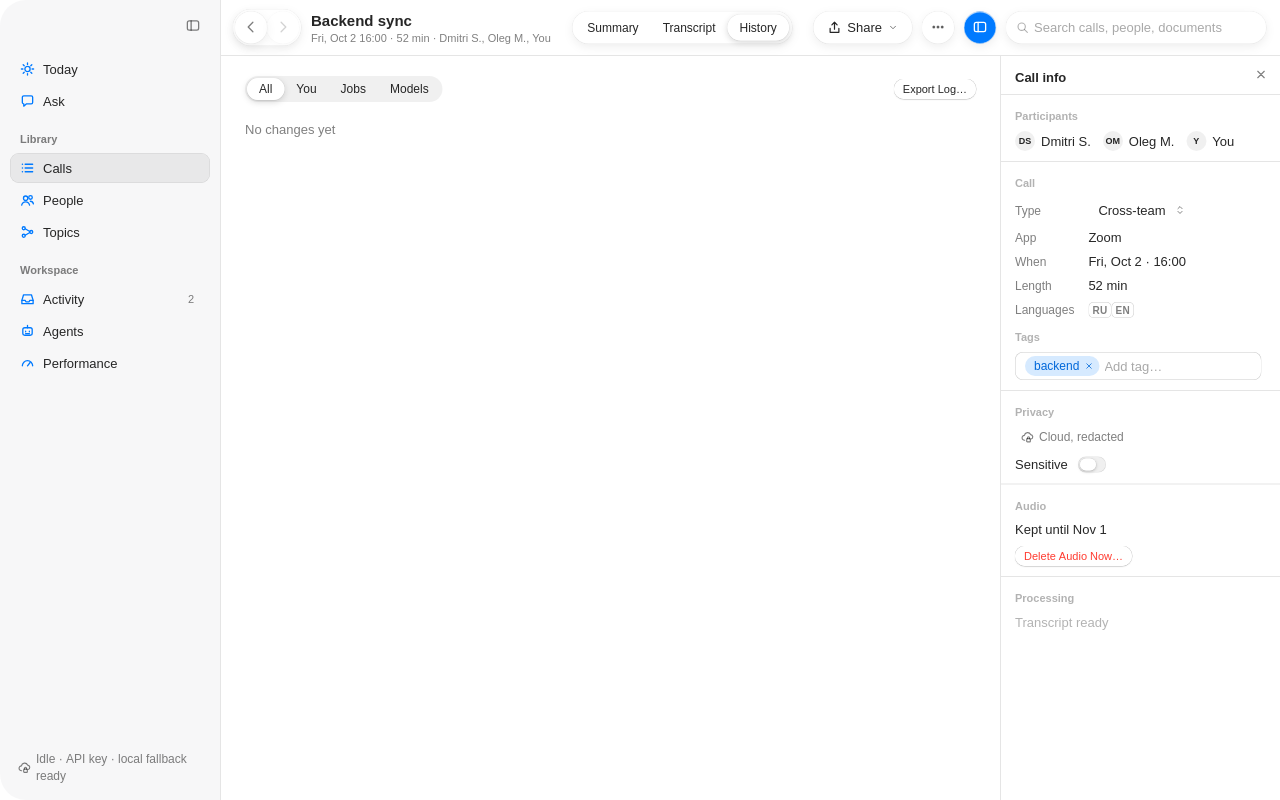 Today
Ask
Library
Calls
People
Topics
Workspace
Activity 2
Agents
Performance
Idle · API key · local fallback
ready
Backend sync
Fri, Oct 2 16:00 · 52 min · Dmitri S., Oleg M., You
Summary Transcript History
Share
Search calls, people, documents
All You Jobs Models
Export Log…
No changes yet
Call info
Participants
DS Dmitri S. OM Oleg M. Y You
Call
Type Cross-team
App Zoom
When Fri, Oct 2 · 16:00
Length 52 min
Languages RU EN
Tags
backend × Add tag…
Privacy
Cloud, redacted
Sensitive
Audio
Kept until Nov 1
Delete Audio Now…
Processing
Transcript ready